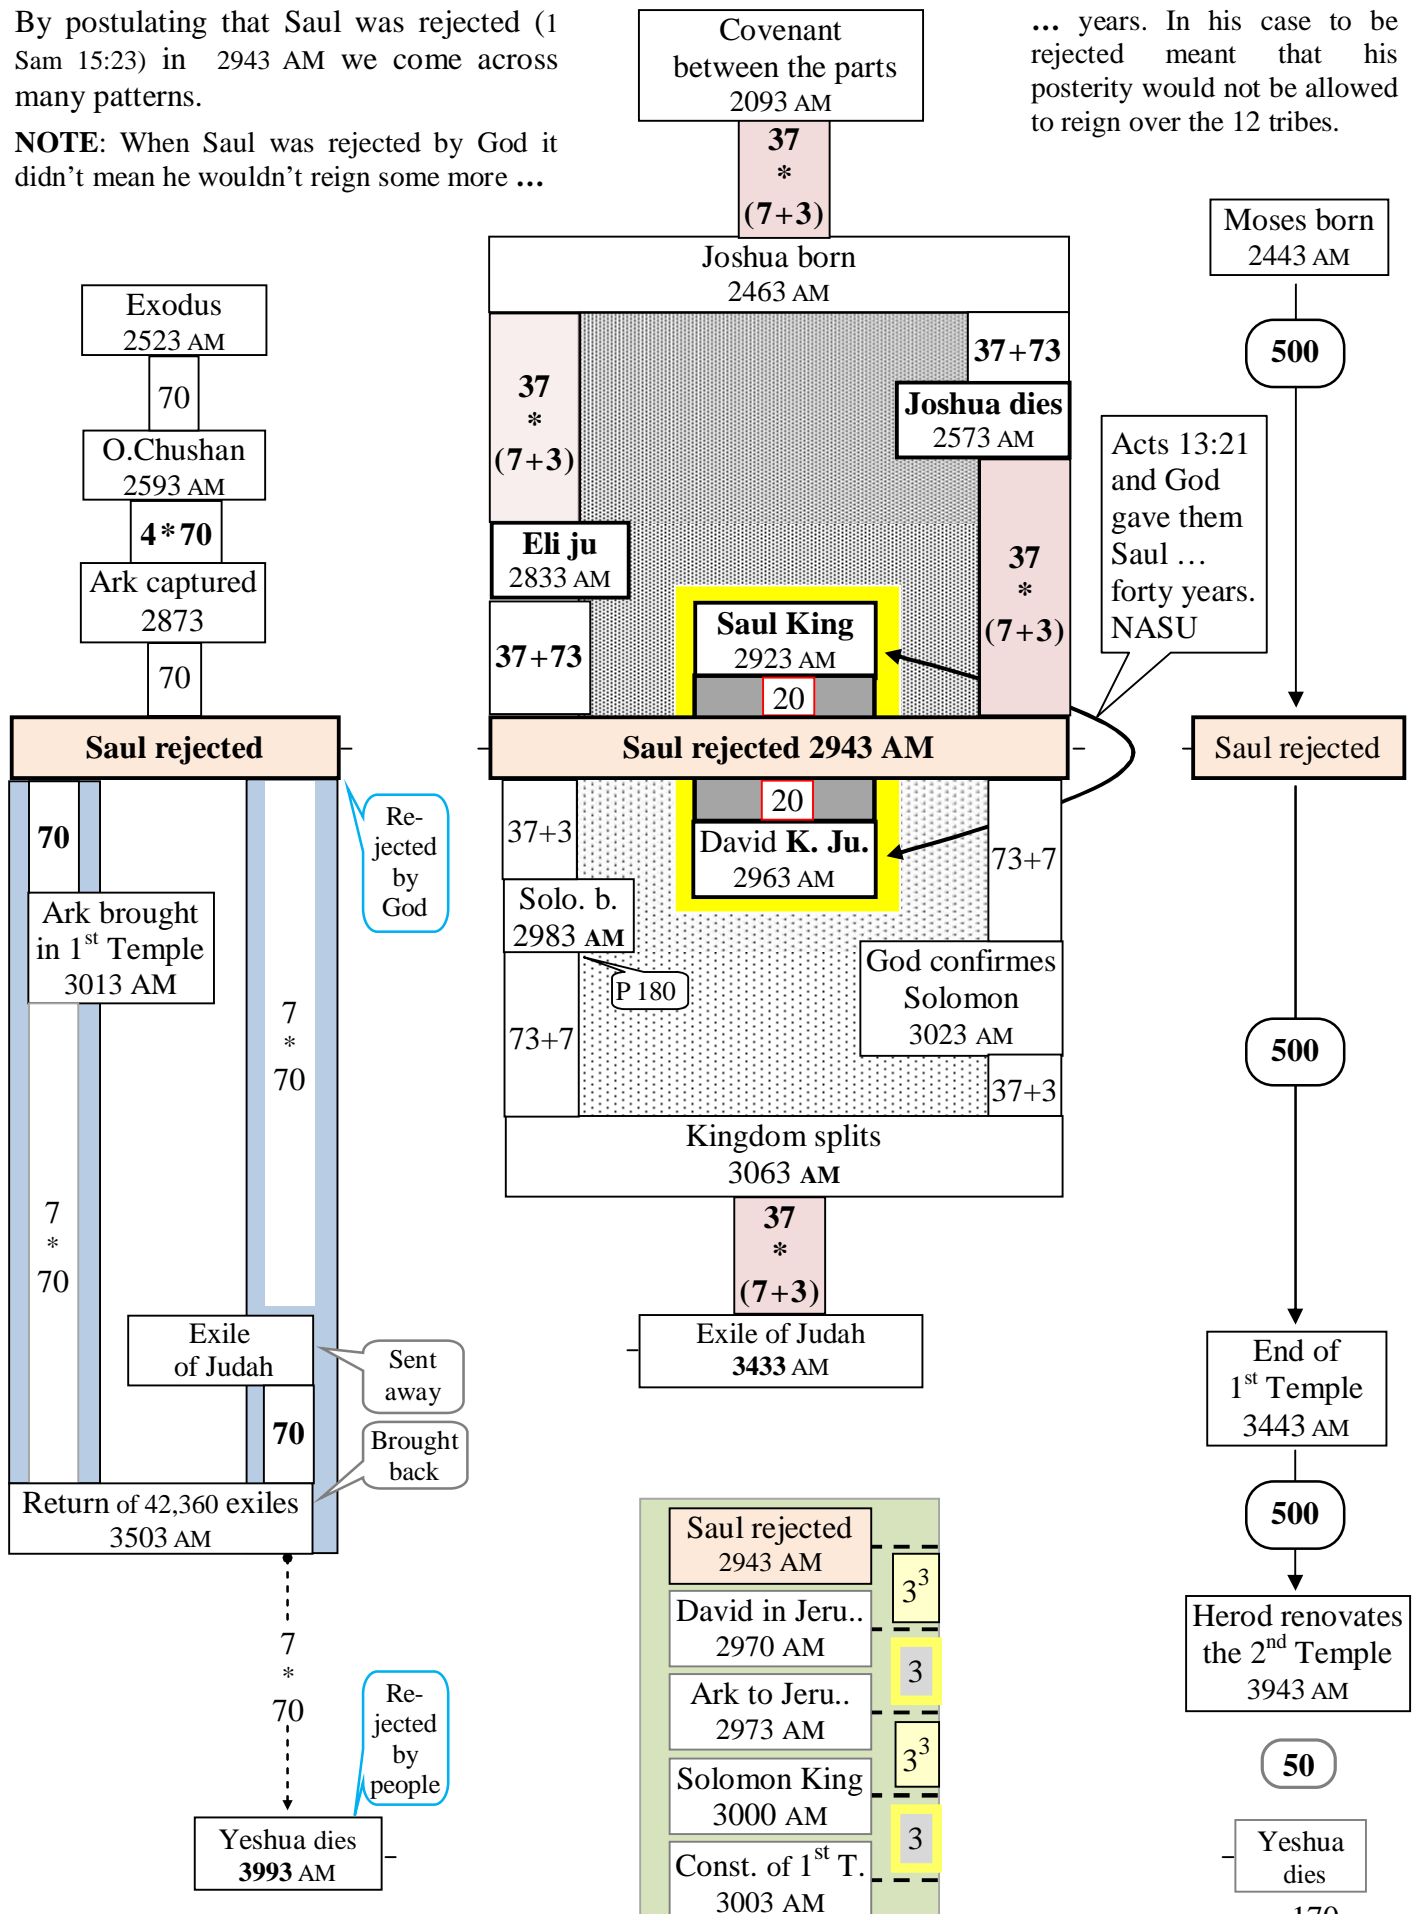 By postulating that Saul was rejected (1
Sam 15:23) in 2943 AM we come across
many patterns.
NOTE: When Saul was rejected by God it
didn’t mean he wouldn’t reign some more …
… years. In his case to be
rejected meant that his
posterity would not be allowed
to reign over the 12 tribes.
Exodus
2523 AM
70
O.Chushan
2593 AM
4*70
Ark captured
2873
70
Saul rejected
Re-
jected
by
God
70
Ark brought
in 1st Temple
3013 AM
7
*
70
7
*
70
Exile
of Judah
Sent
away
70
Brought
back
Return of 42,360 exiles
3503 AM
7
*
70
Re-
jected
by
people
Yeshua dies
3993 AM
Covenant
between the parts
2093 AM
37
*
(7+3)
Joshua born
2463 AM
37
*
(7+3)
37+73
Joshua dies
2573 AM
Eli ju
2833 AM
37
*
(7+3)
37+73
Saul King
2923 AM
20
Acts 13:21
and God
gave them
Saul …
forty years.
NASU
Saul rejected 2943 AM
20
David K. Ju.
2963 AM
37+3
73+7
Solo. b.
2983 AM
P 180
God confirmes
Solomon
3023 AM
73+7
37+3
Kingdom splits
3063 AM
37
*
(7+3)
Exile of Judah
3433 AM
Saul rejected
2943 AM
3³
David in Jeru..
2970 AM
3
Ark to Jeru..
2973 AM
3³
Solomon King
3000 AM
3
Const. of 1st T.
3003 AM
Moses born
2443 AM
500
Saul rejected
500
End of
1st Temple
3443 AM
500
Herod renovates
the 2nd Temple
3943 AM
50
Yeshua
dies
170